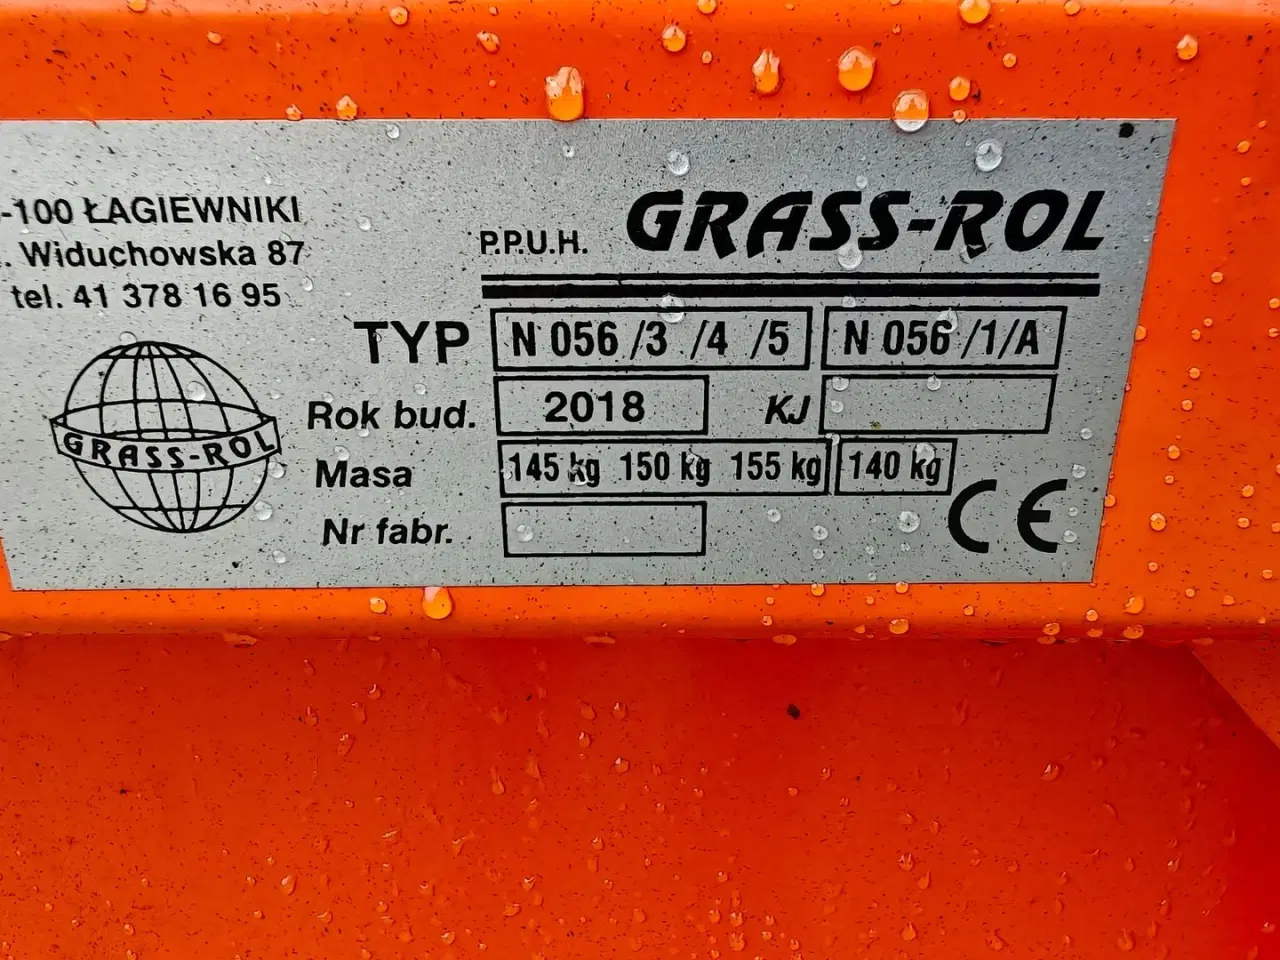 -100 ŁAGIEWNIKI
. Widuchowska 87
tel. 41 378 16 95
GRASS-ROL
P.P.U.H. GRASS-ROL
TYP N 056 /3 /4 /5 N 056 /1/A
Rok bud. 2018 KJ
Masa 145 kg 150 kg 155 kg 140 kg
Nr fabr.
CE